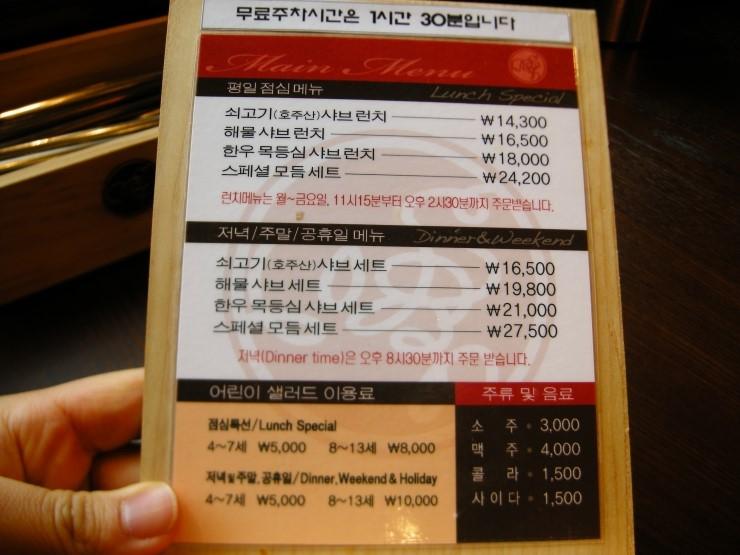 무료주차시간은 1시간 30분입니다
Main Menu
평일 점심 메뉴 Lunch Special
쇠고기(호주산)샤브 런치 ₩14,300
해물 샤브 런치 ₩16,500
한우 목등심 샤브 런치 ₩18,000
스페셜 모듬 세트 ₩24,200
런치메뉴는 월~금요일, 11시15분부터 오후 2시30분까지 주문받습니다.
저녁/주말/공휴일 메뉴 Dinner&Weekend
쇠고기(호주산)샤브 세트 ₩16,500
해물 샤브 세트 ₩19,800
한우 목등심 샤브 세트 ₩21,000
스페셜 모듬 세트 ₩27,500
저녁(Dinner time)은 오후 8시30분까지 주문 받습니다.
어린이 샐러드 이용료
점심특선/Lunch Special
4~7세 ₩5,000 8~13세 ₩8,000
저녁및주말,공휴일/Dinner,Weekend & Holiday
4~7세 ₩5,000 8~13세 ₩10,000
주류 및 음료
소 주 • 3,000
맥 주 • 4,000
콜 라 • 1,500
사 이 다 • 1,500